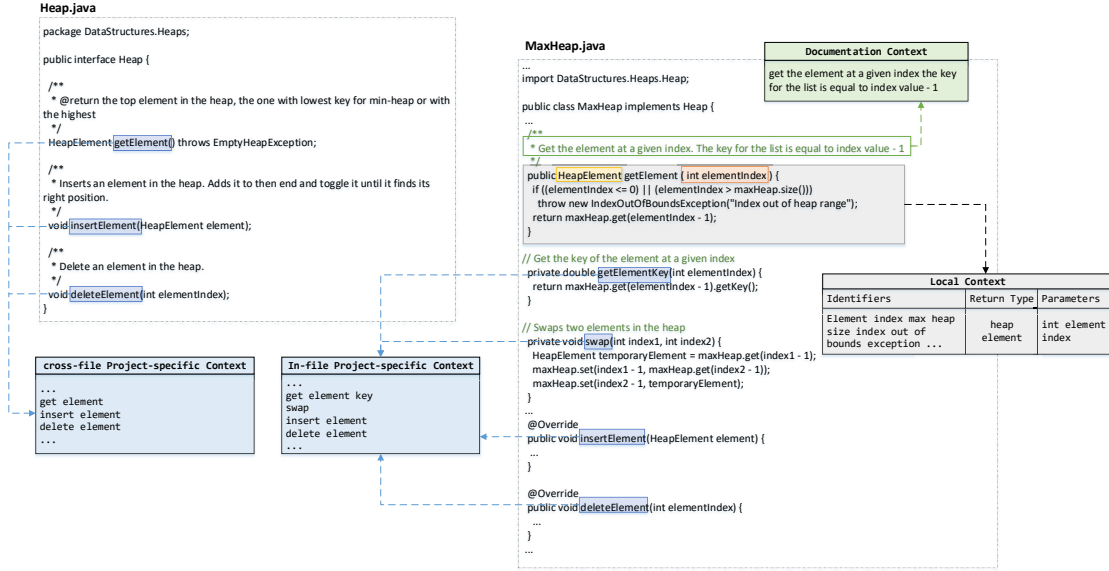 Heap.java
package DataStructures.Heaps;
public interface Heap {
/**
* @return the top element in the heap, the one with lowest key for min-heap or with
the highest
*/
HeapElement getElement() throws EmptyHeapException;
/**
* Inserts an element in the heap. Adds it to then end and toggle it until it finds its
right position.
*/
void insertElement(HeapElement element);
/**
* Delete an element in the heap.
*/
void deleteElement(int elementIndex);
}
cross-file Project-specific Context
...
get element
insert element
delete element
...
In-file Project-specific Context
...
get element key
swap
insert element
delete element
...
MaxHeap.java
...
import DataStructures.Heaps.Heap;
public class MaxHeap implements Heap {
...
/**
* Get the element at a given index. The key for the list is equal to index value - 1
*/
public HeapElement getElement ( int elementIndex ) {
if ((elementIndex <= 0) || (elementIndex > maxHeap.size()))
throw new IndexOutOfBoundsException("Index out of heap range");
return maxHeap.get(elementIndex - 1);
}
// Get the key of the element at a given index
private double getElementKey(int elementIndex) {
return maxHeap.get(elementIndex - 1).getKey();
}
// Swaps two elements in the heap
private void swap(int index1, int index2) {
HeapElement temporaryElement = maxHeap.get(index1 - 1);
maxHeap.set(index1 - 1, maxHeap.get(index2 - 1));
maxHeap.set(index2 - 1, temporaryElement);
}
...
@Override
public void insertElement(HeapElement element) {
...
}
@Override
public void deleteElement(int elementIndex) {
...
}
...
Documentation Context
get the element at a given index the key
for the list is equal to index value - 1
Local Context
Identifiers Return Type Parameters
Element index max heap
size index out of
bounds exception ...
heap
element
int element
index